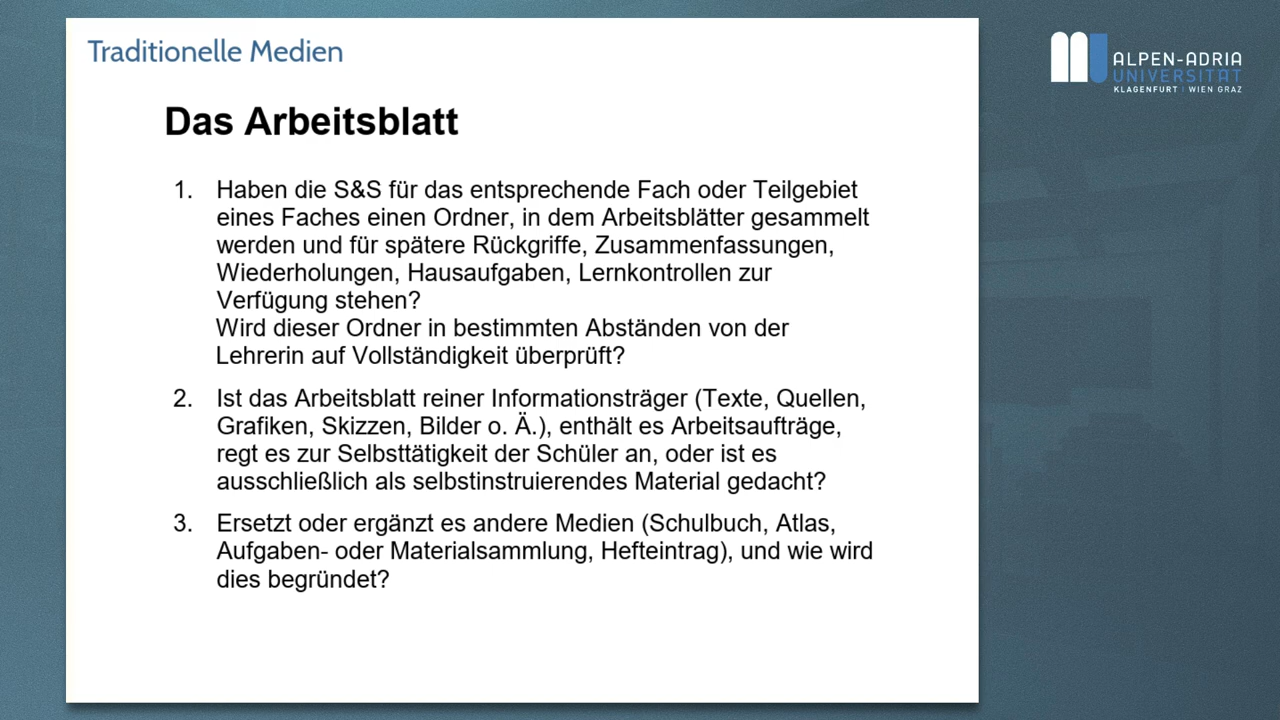 Traditionelle Medien
ALPEN-ADRIA
UNIVERSITÄT
KLAGENFURT | WIEN GRAZ
Das Arbeitsblatt
1. Haben die S&S für das entsprechende Fach oder Teilgebiet
eines Faches einen Ordner, in dem Arbeitsblätter gesammelt
werden und für spätere Rückgriffe, Zusammenfassungen,
Wiederholungen, Hausaufgaben, Lernkontrollen zur
Verfügung stehen?
Wird dieser Ordner in bestimmten Abständen von der
Lehrerin auf Vollständigkeit überprüft?
2. Ist das Arbeitsblatt reiner Informationsträger (Texte, Quellen,
Grafiken, Skizzen, Bilder o. Ä.), enthält es Arbeitsaufträge,
regt es zur Selbsttätigkeit der Schüler an, oder ist es
ausschließlich als selbstinstruierendes Material gedacht?
3. Ersetzt oder ergänzt es andere Medien (Schulbuch, Atlas,
Aufgaben- oder Materialsammlung, Hefteintrag), und wie wird
dies begründet?